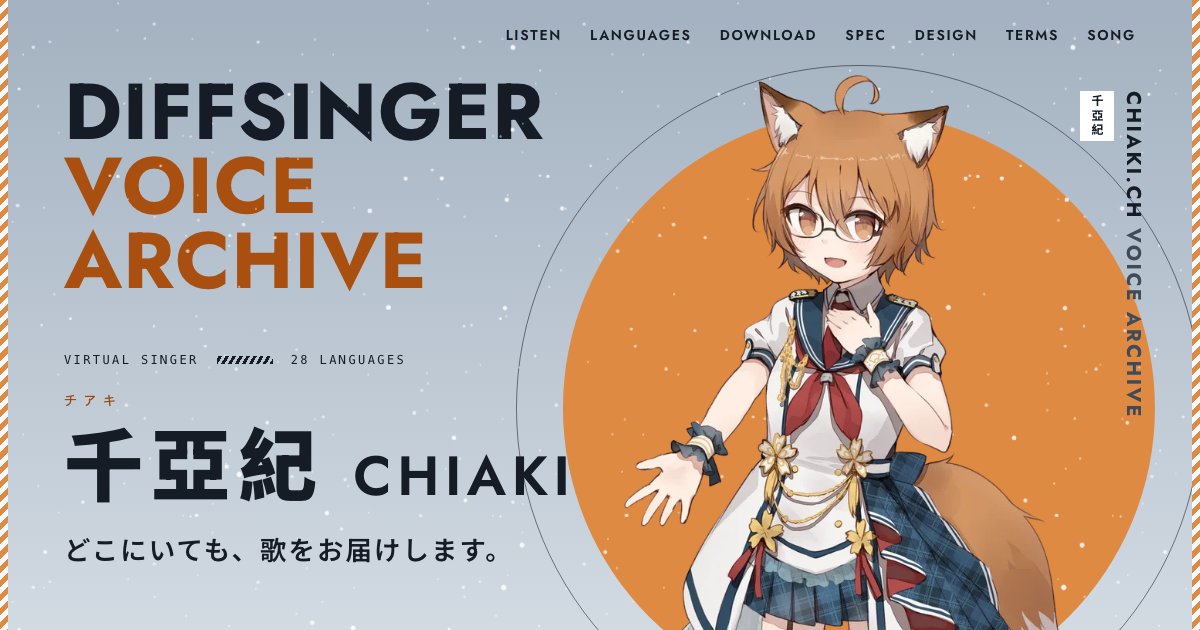 LISTEN LANGUAGES DOWNLOAD SPEC DESIGN TERMS SONG
DIFFSINGER
VOICE
ARCHIVE
VIRTUAL SINGER 28 LANGUAGES
チアキ
千亞紀 CHIAKI
どこにいても、歌をお届けします。
千亞紀
CHIAKI.CH VOICE ARCHIVE